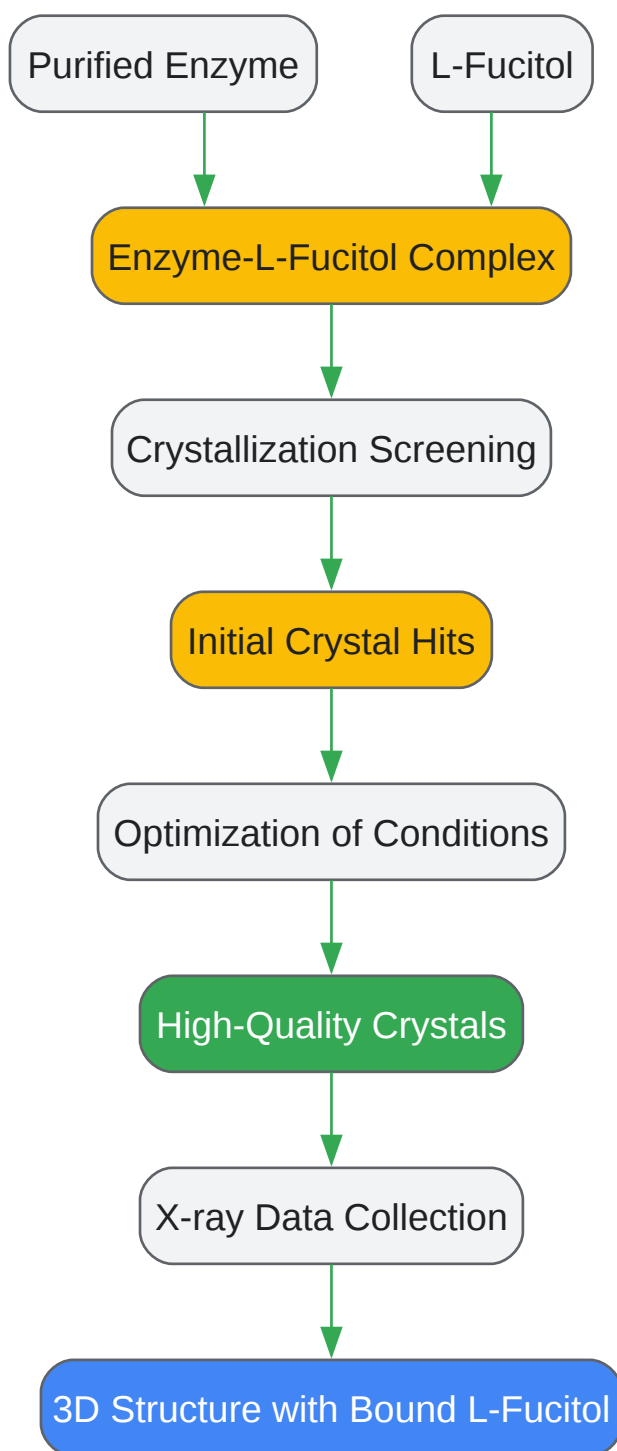 Purified Enzyme
L-Fucitol
Enzyme-L-Fucitol Complex
Crystallization Screening
Initial Crystal Hits
Optimization of Conditions
High-Quality Crystals
X-ray Data Collection
3D Structure with Bound L-Fucitol